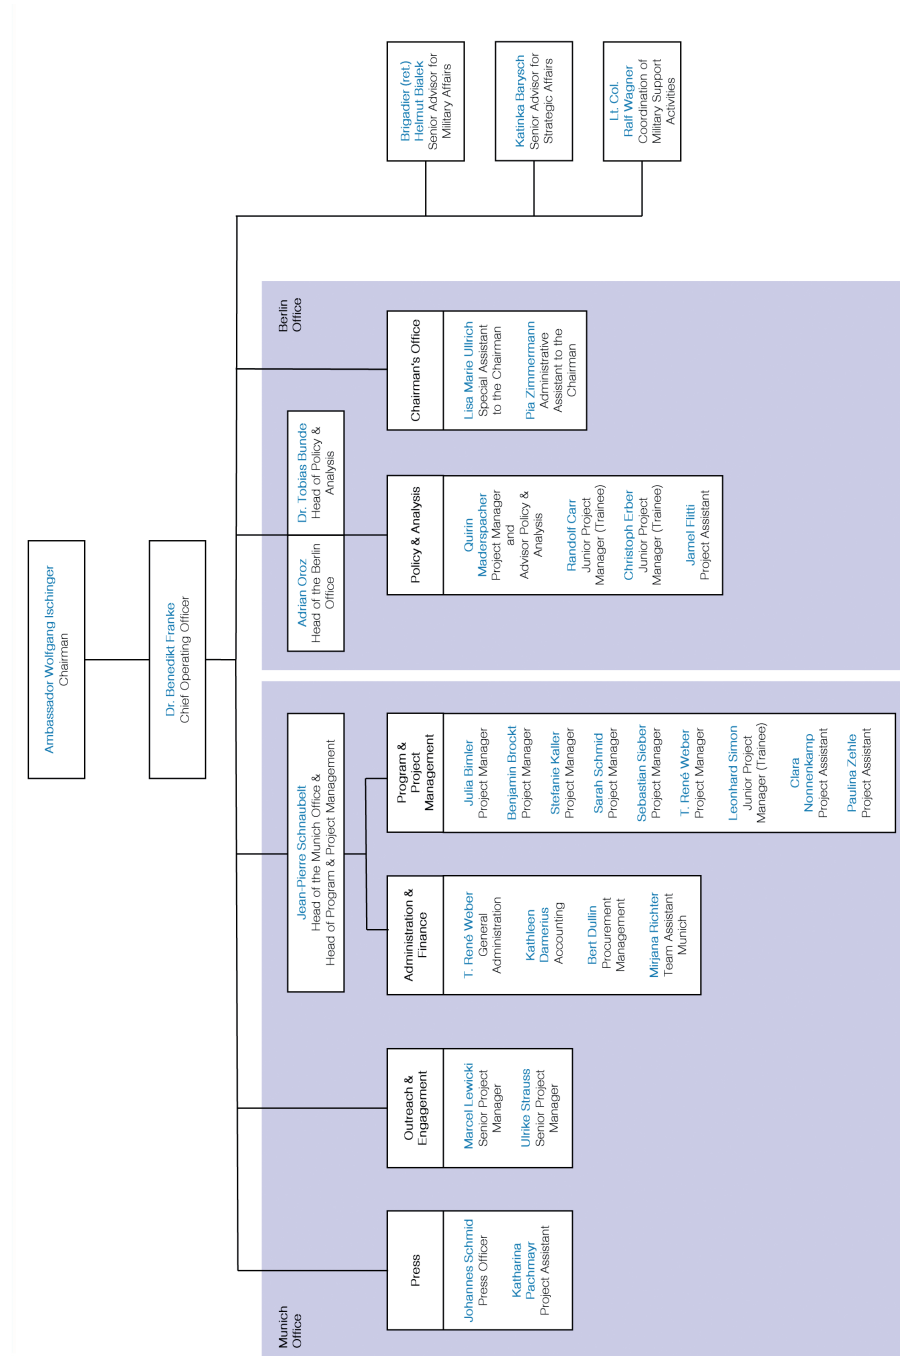 Ambassador Wolfgang Ischinger
Chairman
Dr. Benedikt Franke
Chief Operating Officer
Munich
Office
Press
Johannes Schmid
Press Officer
Katharina
Pachmayr
Project Assistant
Outreach &
Engagement
Marcel Lewicki
Senior Project
Manager
Ulrike Strauss
Senior Project
Manager
Jean-Pierre Schnaubelt
Head of the Munich Office &
Head of Program & Project Management
Administration &
Finance
T. René Weber
General
Administration
Kathleen
Damerius
Accounting
Bert Dullin
Procurement
Management
Mirjana Richter
Team Assistant
Munich
Program &
Project
Management
Julia Bimler
Project Manager
Benjamin Brockt
Project Manager
Stefanie Kaller
Project Manager
Sarah Schmid
Project Manager
Sebastian Sieber
Project Manager
T. René Weber
Project Manager
Leonhard Simon
Junior Project
Manager (Trainee)
Clara
Nonnenkamp
Project Assistant
Paulina Zehle
Project Assistant
Berlin
Office
Adrian Oroz
Head of the Berlin
Office
Dr. Tobias Bunde
Head of Policy &
Analysis
Policy & Analysis
Quirin
Maderspacher
Project Manager
and
Advisor Policy &
Analysis
Randolf Carr
Junior Project
Manager (Trainee)
Christoph Erber
Junior Project
Manager (Trainee)
Jamel Flitti
Project Assistant
Chairman's Office
Lisa Marie Ullrich
Special Assistant
to the Chairman
Pia Zimmermann
Administrative
Assistant to the
Chairman
Brigadier (ret.)
Helmut Bialek
Senior Advisor for
Military Affairs
Katinka Barysch
Senior Advisor for
Strategic Affairs
Lt. Col.
Ralf Wagner
Coordination of
Military Support
Activities